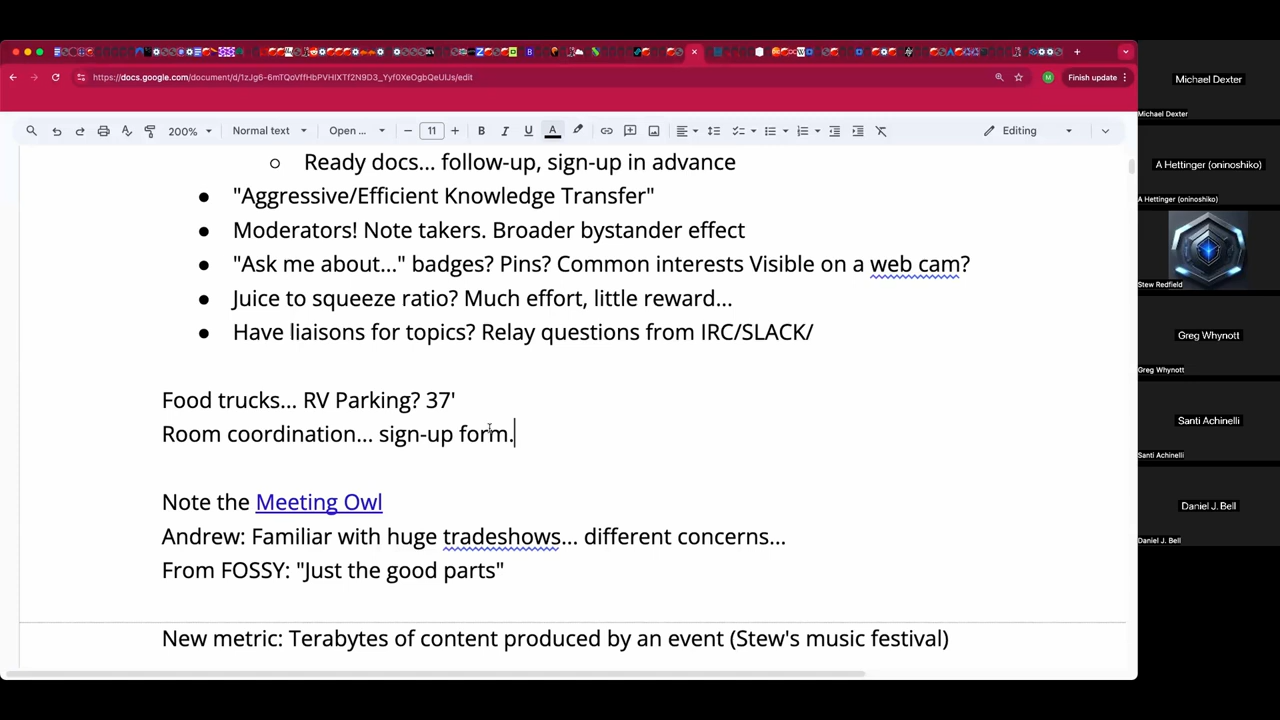 https://docs.google.com/document/d/1zJg6-6mTQoVffHbPVHIXTf2N9D3_Yyf0XeOgbQeUIJs/edit
Finish update
200%
Normal text
Open ...
11
Editing
Ready docs... follow-up, sign-up in advance
"Aggressive/Efficient Knowledge Transfer"
Moderators! Note takers. Broader bystander effect
"Ask me about..." badges? Pins? Common interests Visible on a web cam?
Juice to squeeze ratio? Much effort, little reward...
Have liaisons for topics? Relay questions from IRC/SLACK/
Food trucks... RV Parking? 37'
Room coordination... sign-up form.
Note the Meeting Owl
Andrew: Familiar with huge tradeshows... different concerns...
From FOSSY: "Just the good parts"
New metric: Terabytes of content produced by an event (Stew's music festival)
Michael Dexter
Michael Dexter
A Hettinger (oninoshiko)
A Hettinger (oninoshiko)
Stew Redfield
Greg Whynott
Greg Whynott
Santi Achinelli
Santi Achinelli
Daniel J. Bell
Daniel J. Bell